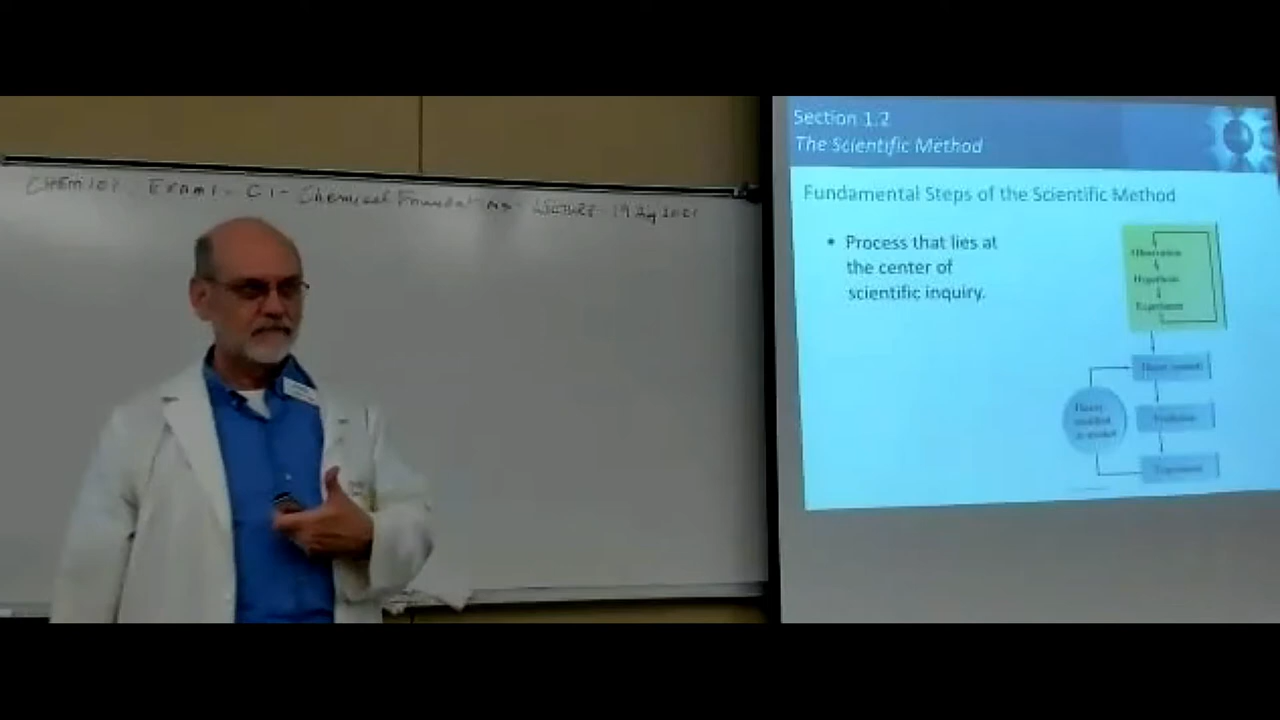 CHEM 101 Exam 1 - C1 - Chemical Foundations LECTURE 19 Aug 2021
Section 1.2
The Scientific Method
Fundamental Steps of the Scientific Method
• Process that lies at
the center of
scientific inquiry.
Observation
Hypothesis
Experiment
Prediction
Experiment